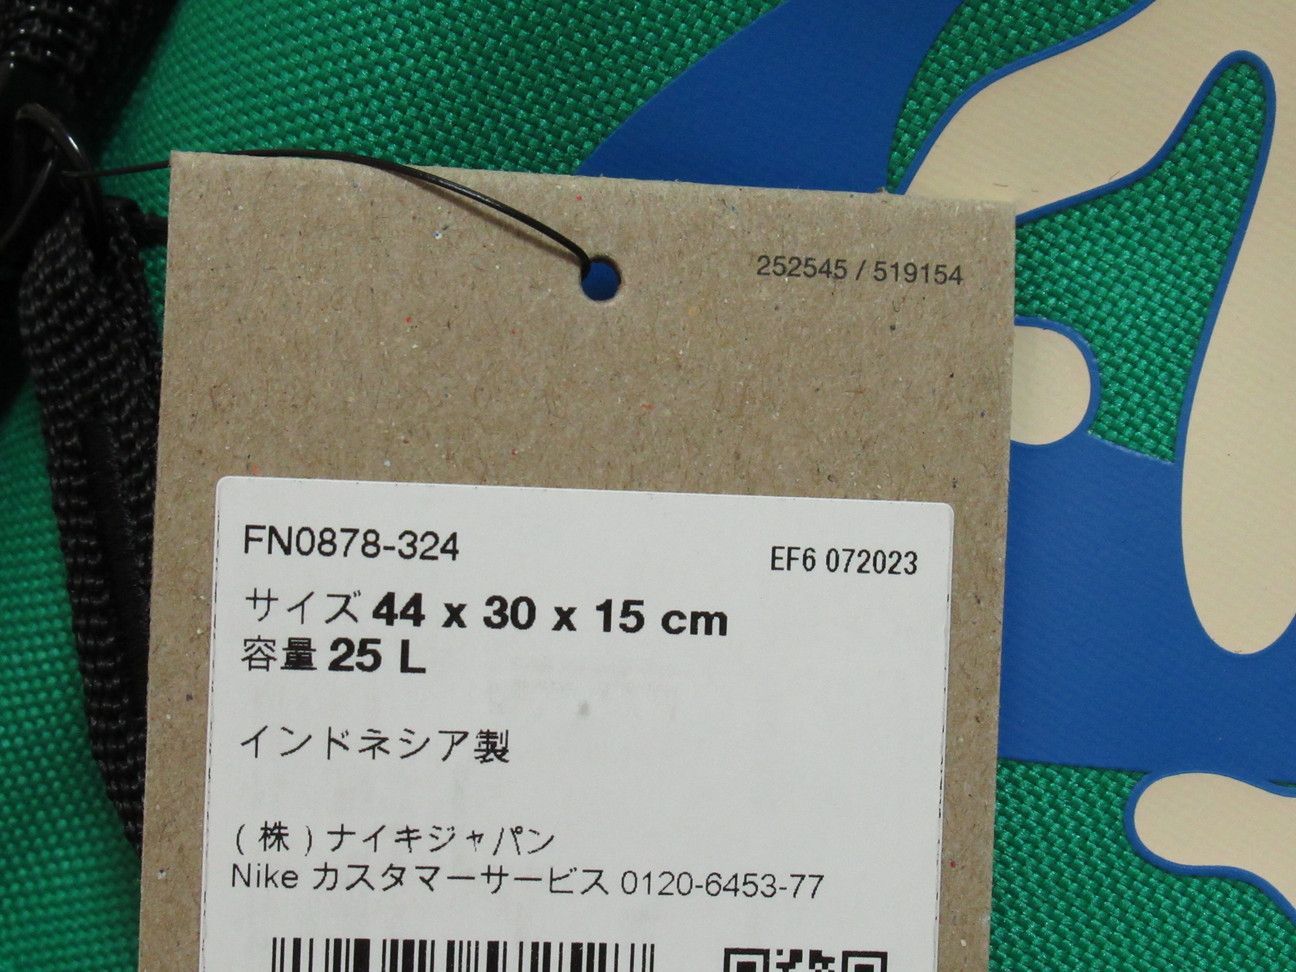 252545 / 519154
FN0878-324
EF6 072023
サイズ 44 x 30 x 15 cm
容量 25 L
インドネシア製
(株)ナイキジャパン
Nike カスタマーサービス 0120-6453-77